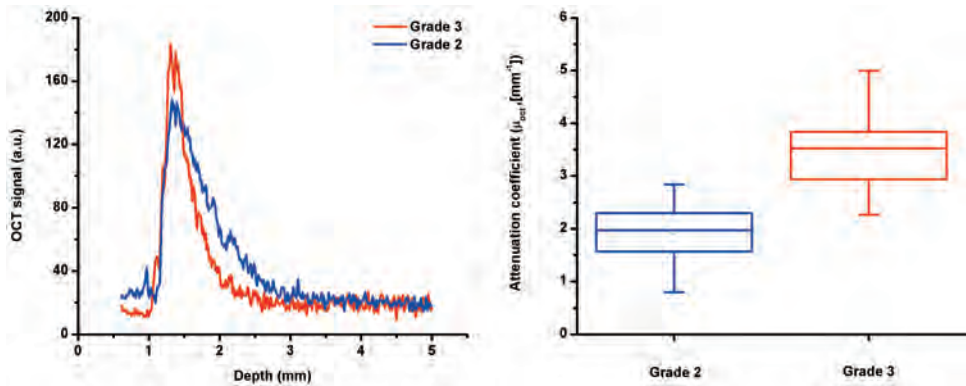 200
160
120
80
40
0
OCT signal (a.u.)
Grade 3
Grade 2
0 1 2 3 4 5
Depth (mm)
6
5
4
3
2
1
0
Attenuation coefficient (μoct,[mm⁻¹])
Grade 2 Grade 3